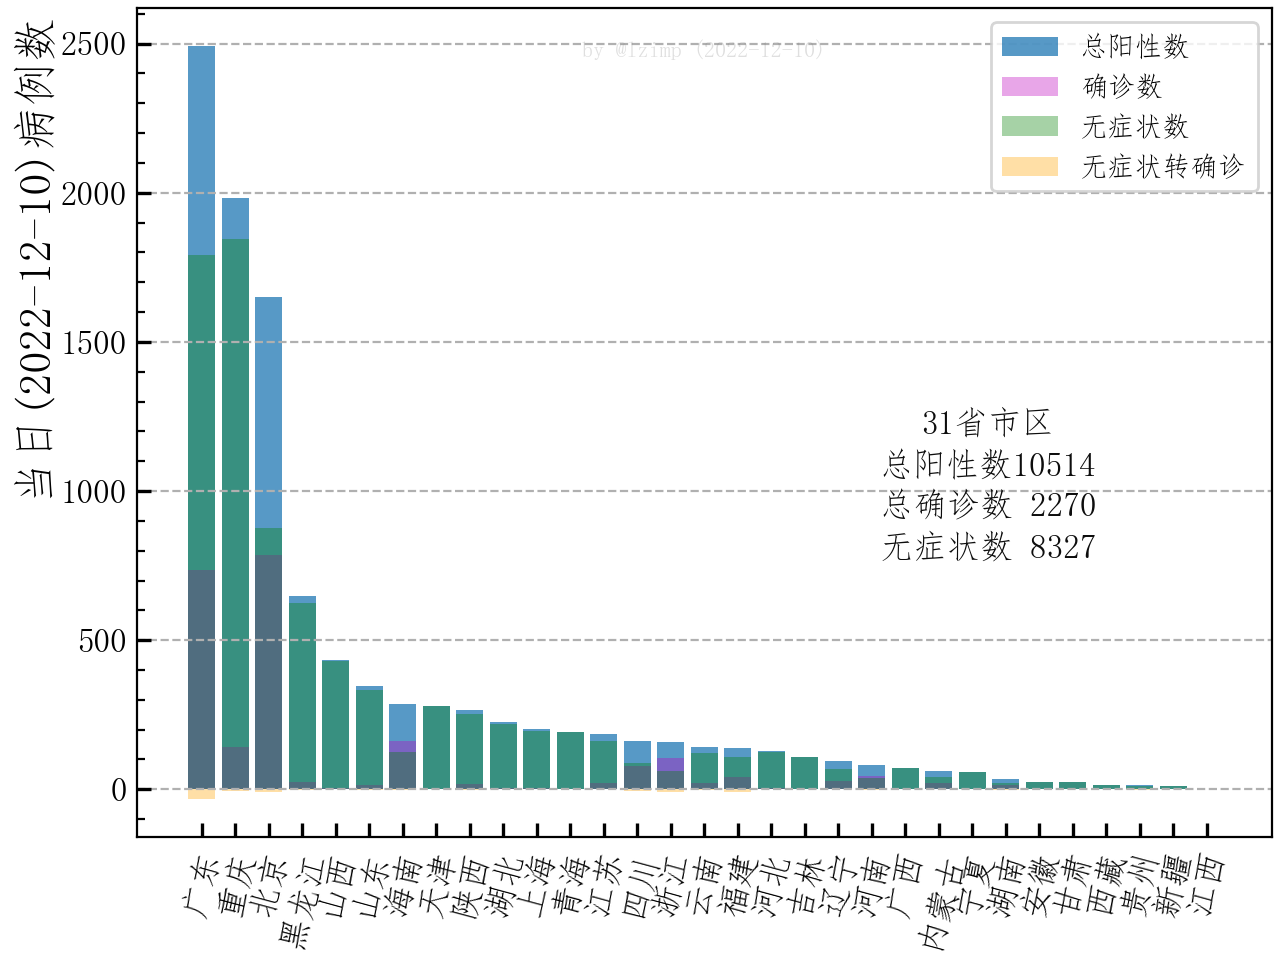 当日(2022-12-10)病例数
2500
2000
1500
1000
500
0
by @lzimp (2022-12-10)
总阳性数
确诊数
无症状数
无症状转确诊
31省市区
总阳性数10514
总确诊数 2270
无症状数 8327
广东
重庆
北京
黑龙江
山西
山东
海南
天津
陕西
湖北
上海
青海
江苏
四川
浙江
云南
福建
河北
吉林
辽宁
河南
广西
内蒙古
宁夏
湖南
安徽
甘肃
西藏
贵州
新疆
江西